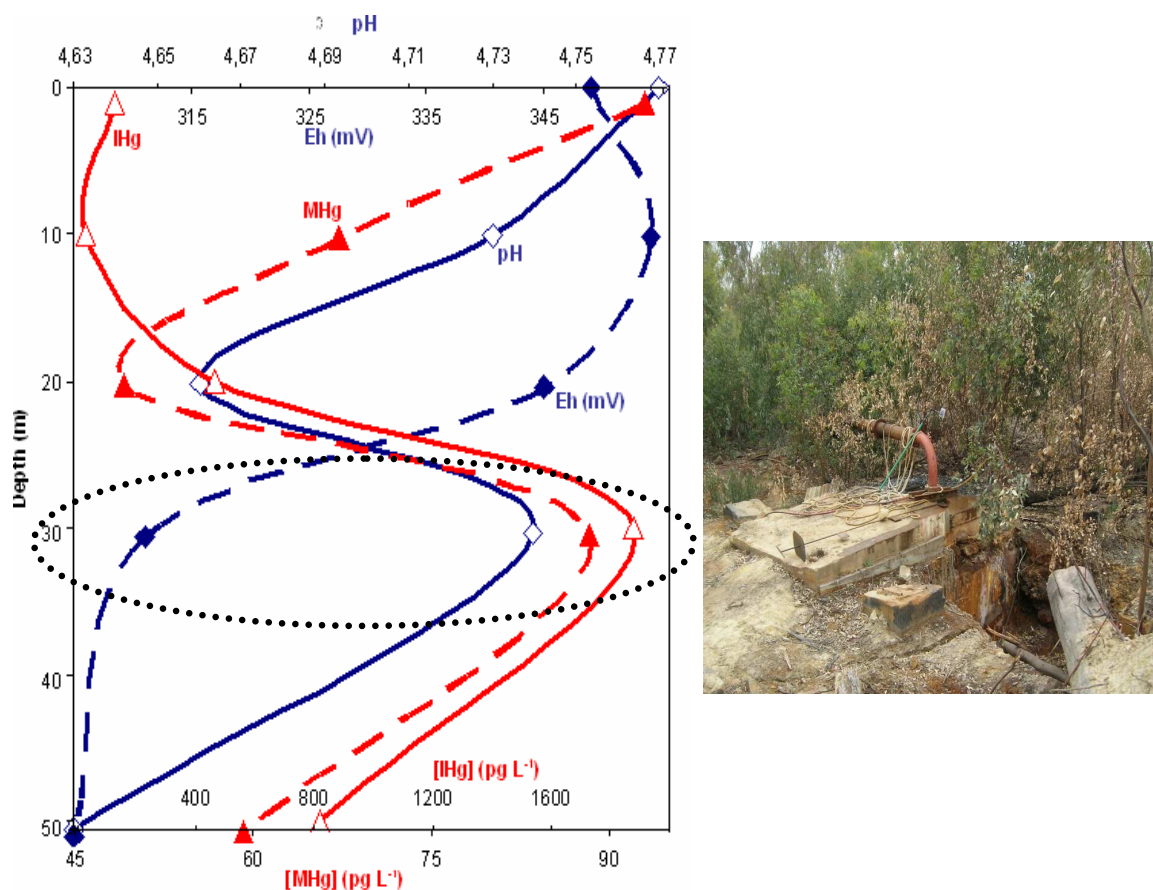 pH
4,63 4,65 4,67 4,69 4,71 4,73 4,75 4,77
0
315 325 335 345
IHg
Eh (mV)
MHg
10
pH
20
Eh (mV)
Depth (m)
30
40
[IHg] (pg L⁻¹)
400 800 1200 1600
50
45 60 75 90
[MHg] (pg L⁻¹)